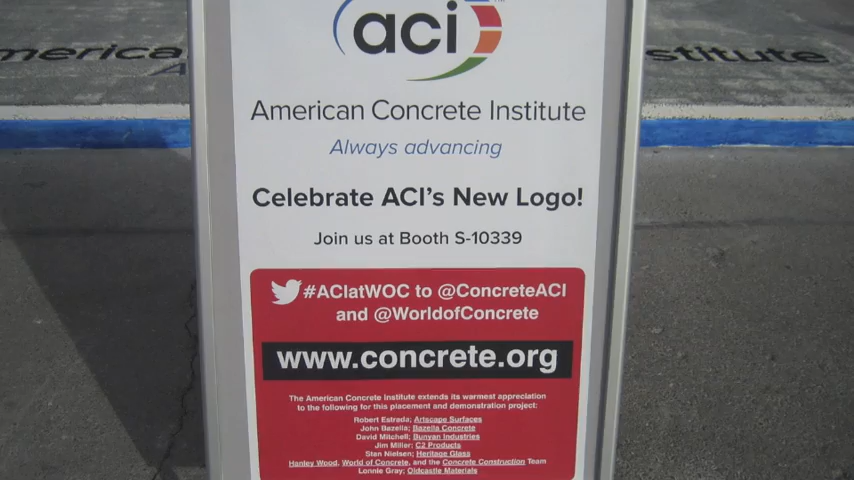 aci
TM
merica
stitute
American Concrete Institute
Always advancing
Celebrate ACI's New Logo!
Join us at Booth S-10339
#ACIatWOC to @ConcreteACI
and @WorldofConcrete
www.concrete.org
The American Concrete Institute extends its warmest appreciation
to the following for this placement and demonstration project:
Robert Estrada; Artscape Surfaces
John Bazella; Bazella Concrete
David Mitchell; Bunyan Industries
Jim Miller; C2 Products
Stan Nielsen; Heritage Glass
Hanley Wood, World of Concrete, and the Concrete Construction Team
Lonnie Gray; Oldcastle Materials